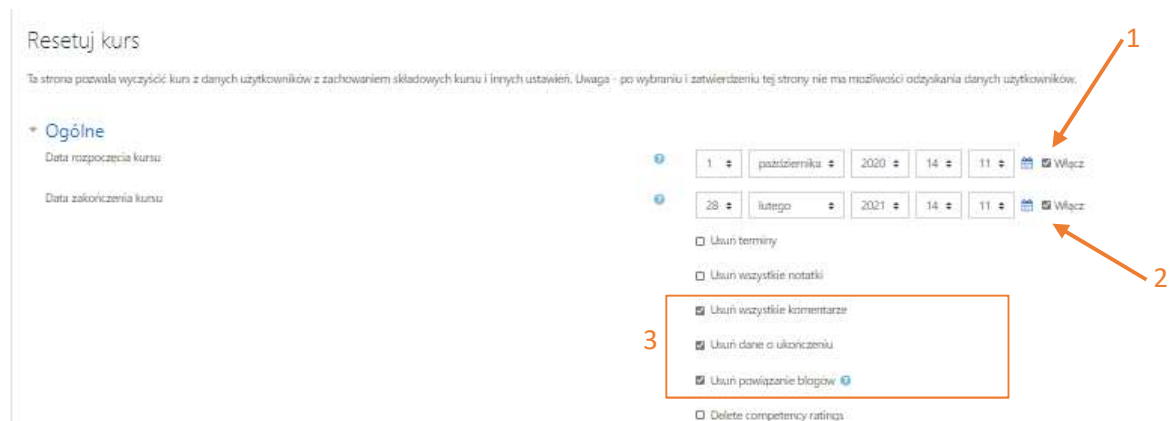 Resetuj kurs
1
Ta strona pozwala wyczyścić kurs z danych użytkowników z zachowaniem składowych kursu i innych ustawień. Uwaga - po wybraniu i zatwierdzeniu tej strony nie ma możliwości odzyskania danych użytkowników.
Ogólne
Data rozpoczęcia kursu ? 1 października 2020 14 11 Włącz
Data zakończenia kursu ? 28 lutego 2021 14 11 Włącz
Usuń terminy
Usuń wszystkie notatki
2
Usuń wszystkie komentarze
3
Usuń dane o ukończeniu
Usuń powiązanie blogów ?
Delete competency ratings